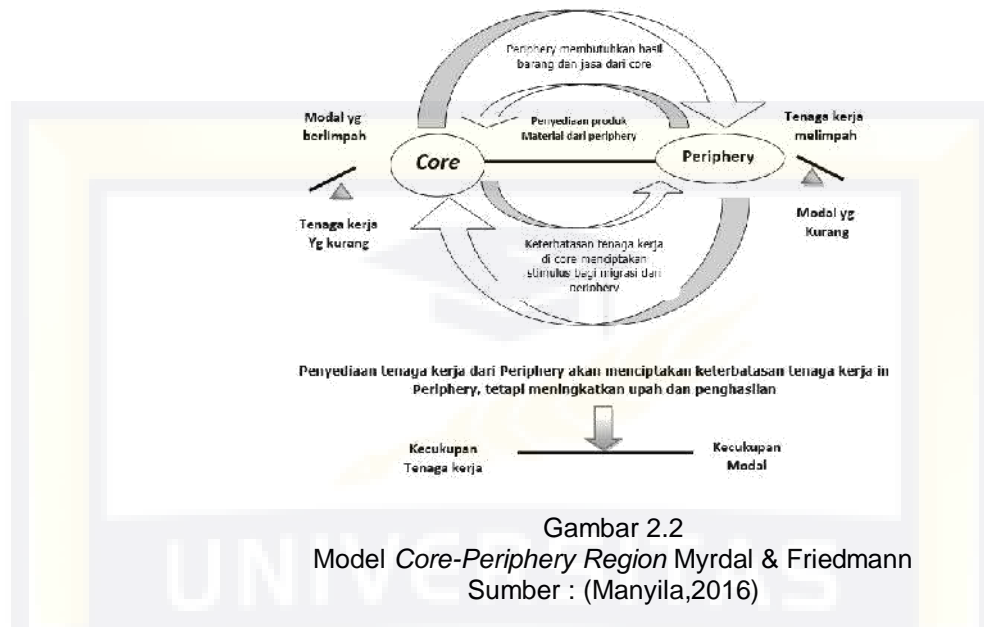 Periphery membutuhkan hasil
barang dan jasa dari core
Modal yg
berlimpah
Penyediaan produk
Material dari periphery
Tenaga kerja
melimpah
Core
Periphery
Tenaga kerja
Yg kurang
Modal yg
Kurang
Keterbatasan tenaga kerja
di core menciptakan
stimulus bagi migrasi dari
periphery
Penyediaan tenaga kerja dari Periphery akan menciptakan keterbatasan tenaga kerja in
Periphery, tetapi meningkatkan upah dan penghasilan
Kecukupan
Tenaga kerja
Kecukupan
Modal
Gambar 2.2
Model Core-Periphery Region Myrdal & Friedmann
Sumber : (Manyila,2016)
UNIVERSITAS